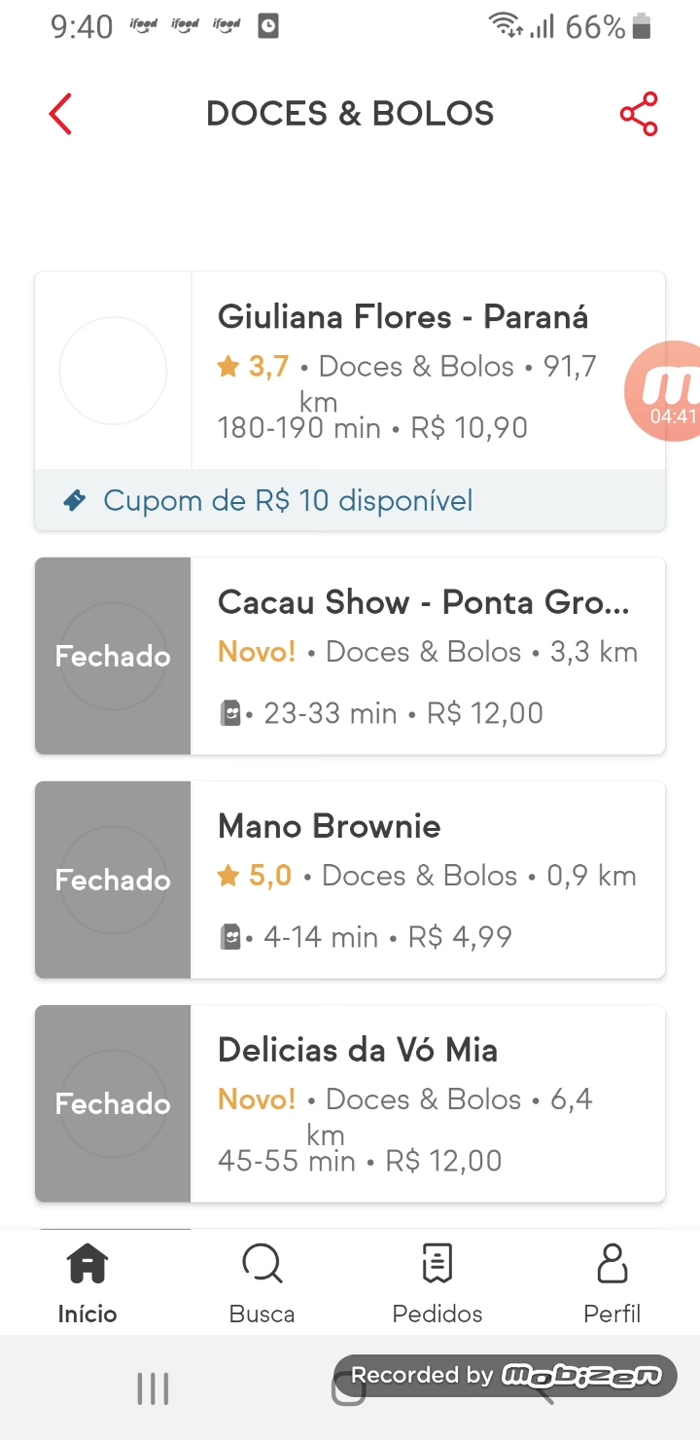 9:40 ifood ifood ifood 66%
DOCES & BOLOS
Giuliana Flores - Paraná
3,7 • Doces & Bolos • 91,7
km
180-190 min • R$ 10,90
04:41
Cupom de R$ 10 disponível
Fechado
Cacau Show - Ponta Gro...
Novo! • Doces & Bolos • 3,3 km
• 23-33 min • R$ 12,00
Fechado
Mano Brownie
5,0 • Doces & Bolos • 0,9 km
• 4-14 min • R$ 4,99
Fechado
Delicias da Vó Mia
Novo! • Doces & Bolos • 6,4
km
45-55 min • R$ 12,00
Início Busca Pedidos Perfil
Recorded by mobizen